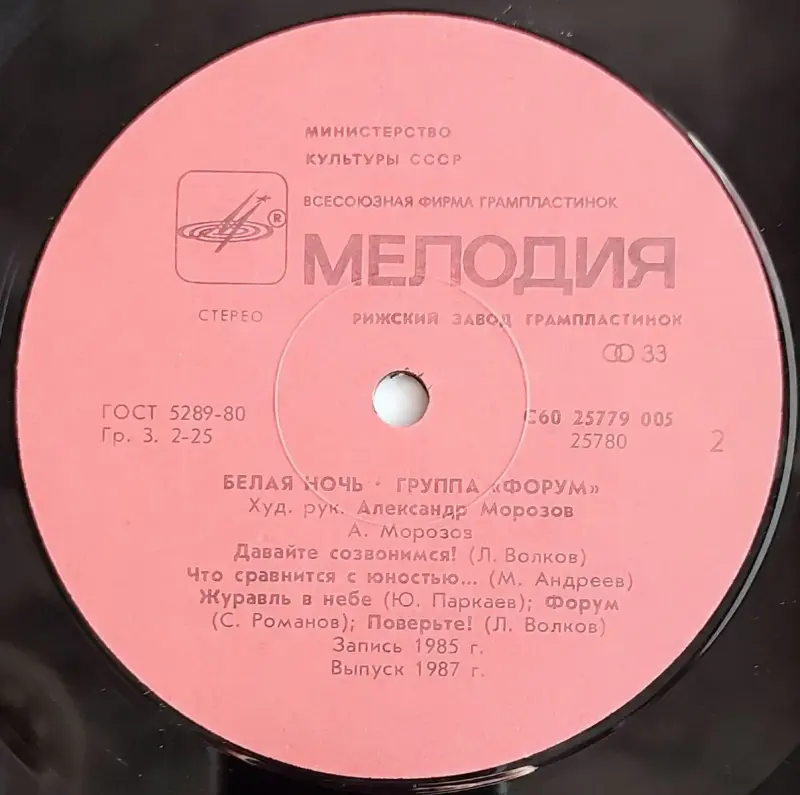 МИНИСТЕРСТВО
КУЛЬТУРЫ СССР
ВСЕСОЮЗНАЯ ФИРМА ГРАМПЛАСТИНОК
®
МЕЛОДИЯ
СТЕРЕО
РИЖСКИЙ ЗАВОД ГРАМПЛАСТИНОК
33
ГОСТ 5289-80
С60 25779 005
Гр. 3. 2-25
25780
2
БЕЛАЯ НОЧЬ • ГРУППА «ФОРУМ»
Худ. рук. Александр Морозов
А. Морозов
Давайте созвонимся! (Л. Волков)
Что сравнится с юностью... (М. Андреев)
Журавль в небе (Ю. Паркаев); Форум
(С. Романов); Поверьте! (Л. Волков)
Запись 1985 г.
Выпуск 1987 г.